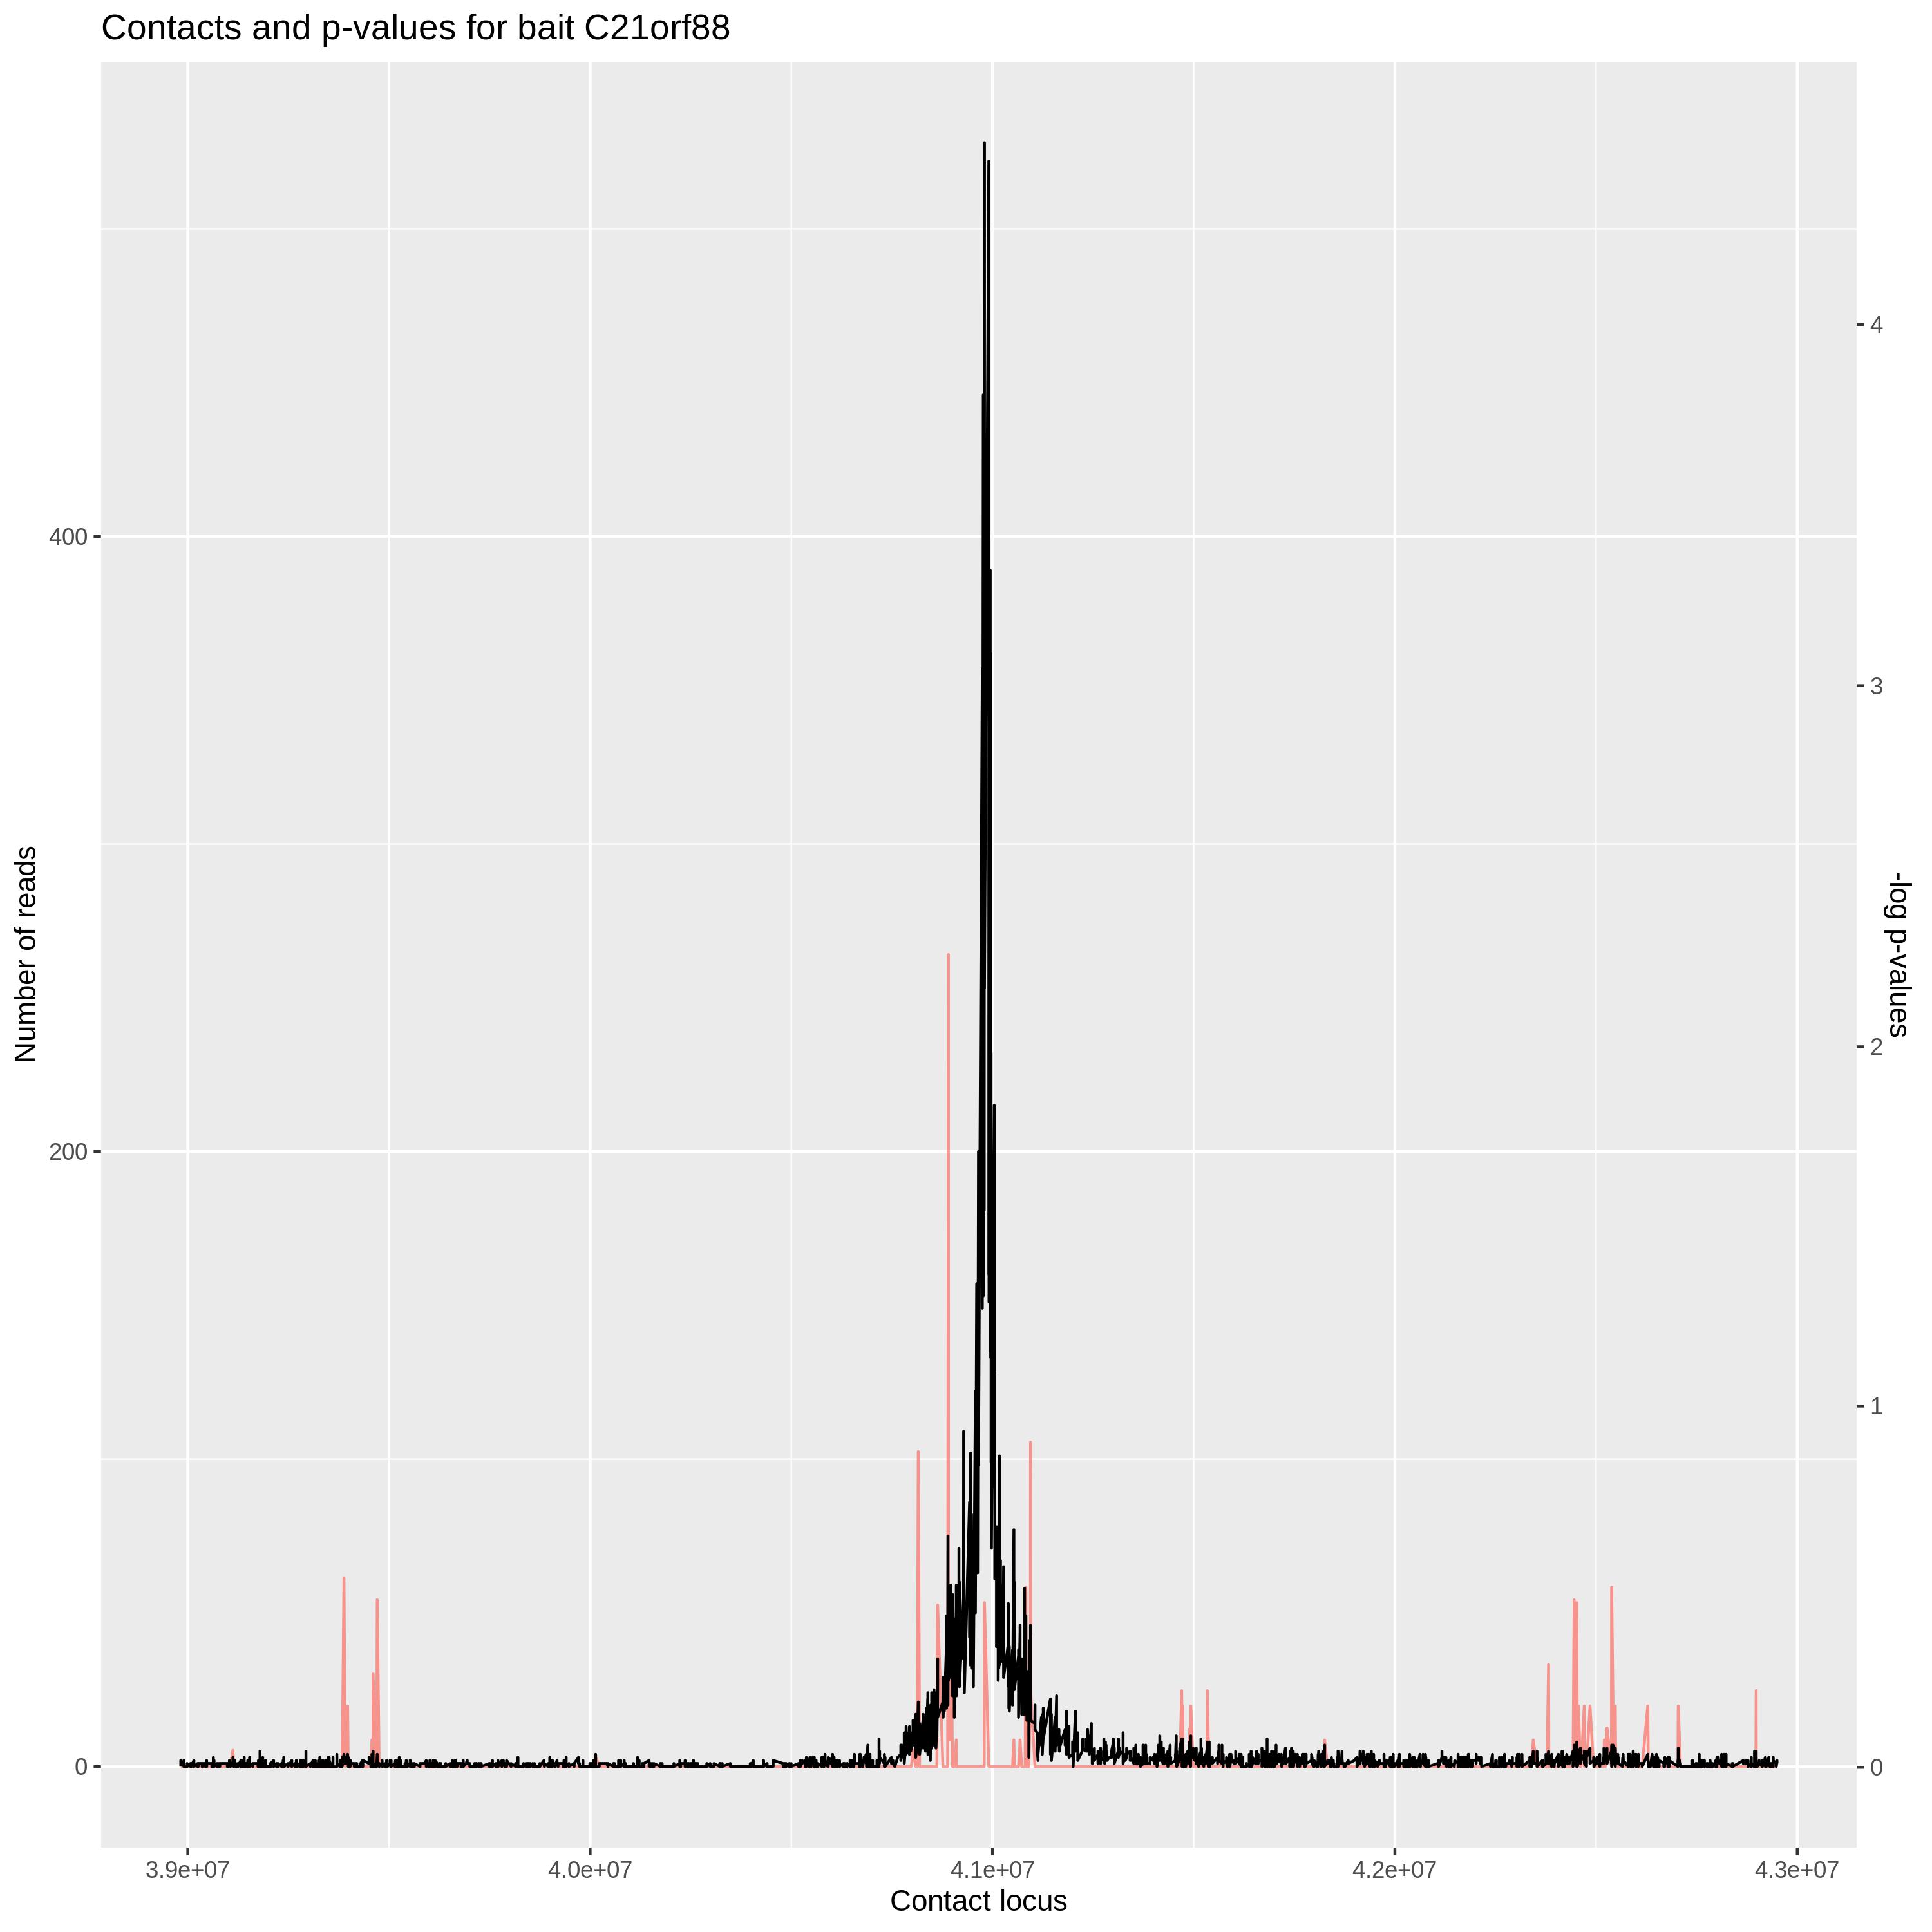 Contacts and p-values for bait C21orf88
Number of reads
400
200
0
4
3
2
1
0
-log p-values
3.9e+07 4.0e+07 4.1e+07 4.2e+07 4.3e+07
Contact locus